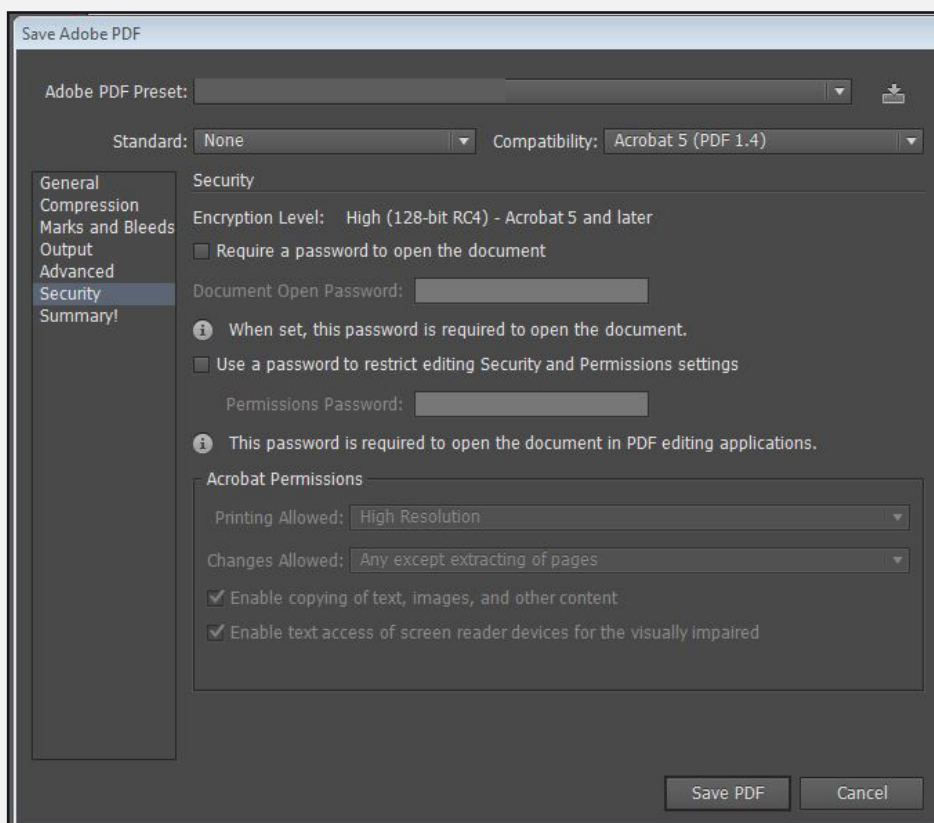 Save Adobe PDF
Adobe PDF Preset:
Standard: None Compatibility: Acrobat 5 (PDF 1.4)
General
Compression
Marks and Bleeds
Output
Advanced
Security
Summary!
Security
Encryption Level: High (128-bit RC4) - Acrobat 5 and later
Require a password to open the document
Document Open Password:
When set, this password is required to open the document.
Use a password to restrict editing Security and Permissions settings
Permissions Password:
This password is required to open the document in PDF editing applications.
Acrobat Permissions
Printing Allowed: High Resolution
Changes Allowed: Any except extracting of pages
Enable copying of text, images, and other content
Enable text access of screen reader devices for the visually impaired
Save PDF Cancel